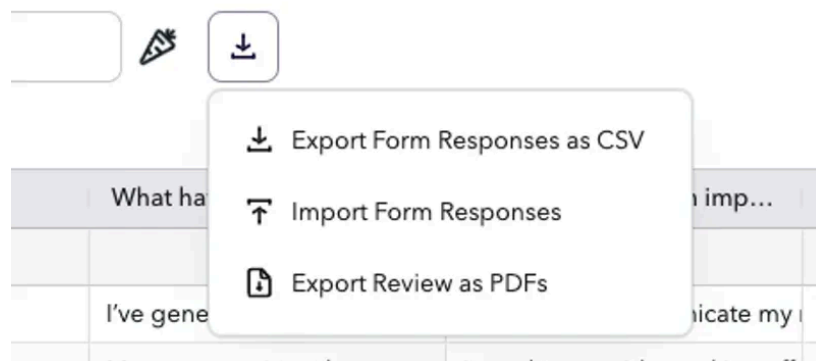 Export Form Responses as CSV
What ha
imp...
Import Form Responses
Export Review as PDFs
I've gene
nicate my